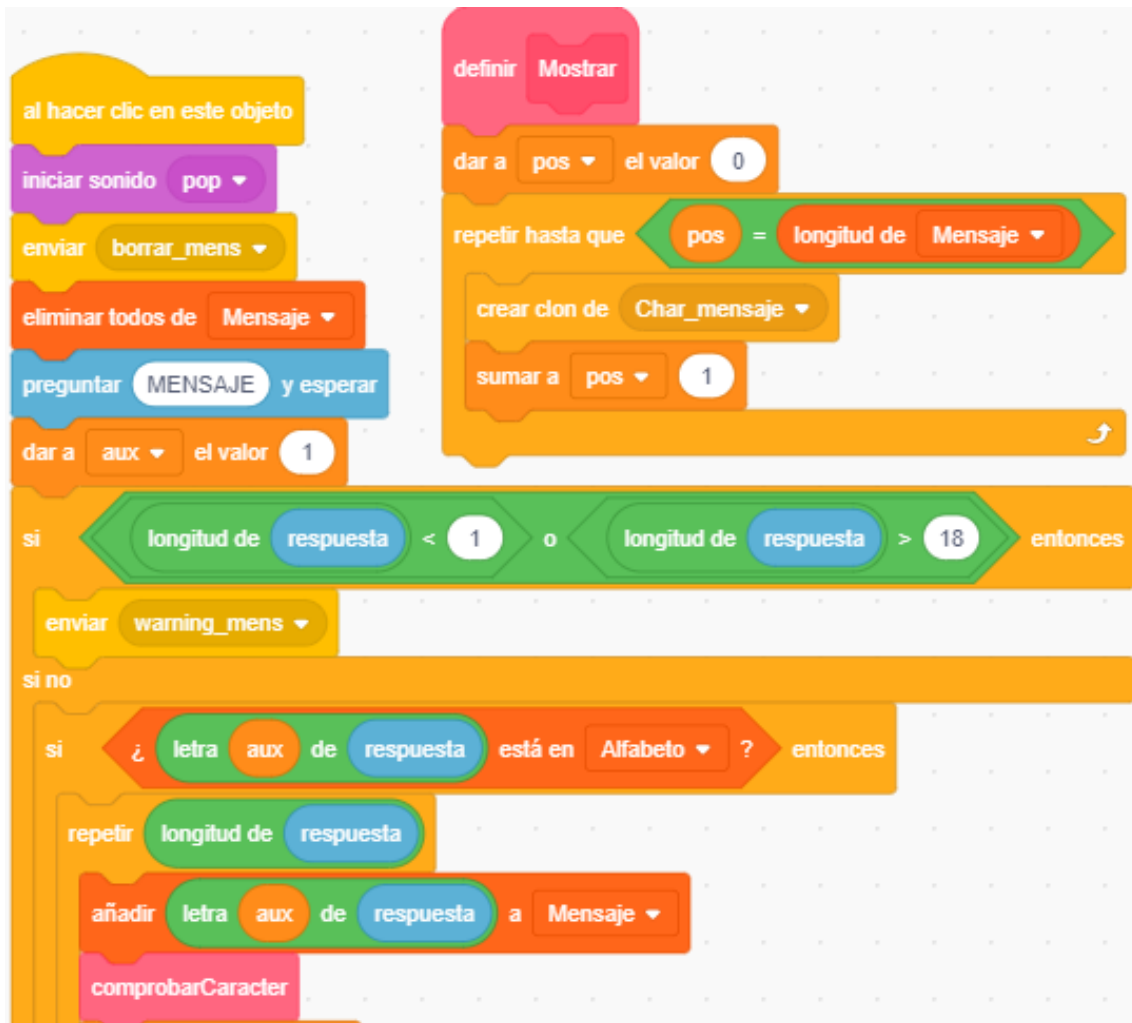 al hacer clic en este objeto
iniciar sonido pop
enviar borrar_mens
eliminar todos de Mensaje
preguntar MENSAJE y esperar
dar a aux el valor 1
si longitud de respuesta < 1 o longitud de respuesta > 18 entonces
enviar warning_mens
si no
si ¿ letra aux de respuesta está en Alfabeto ? entonces
repetir longitud de respuesta
añadir letra aux de respuesta a Mensaje
comprobarCaracter
definir Mostrar
dar a pos el valor 0
repetir hasta que pos = longitud de Mensaje
crear clon de Char_mensaje
sumar a pos 1